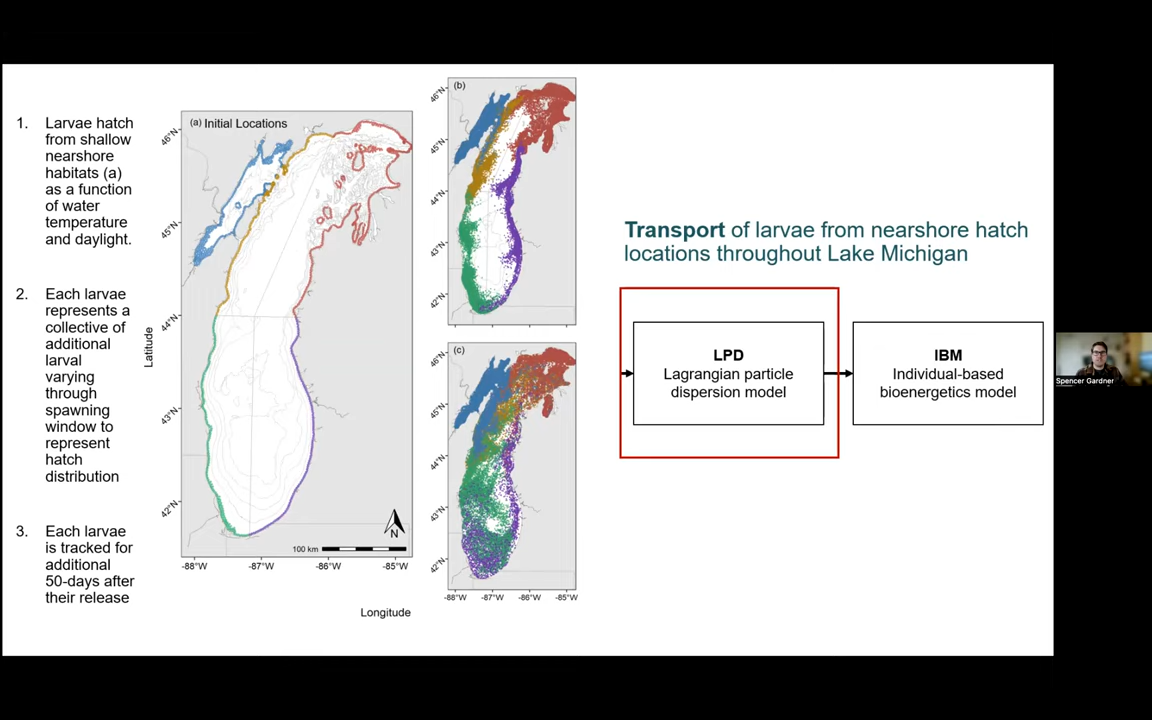 1. Larvae hatch
from shallow
nearshore
habitats (a)
as a function
of water
temperature
and daylight.
2. Each larvae
represents a
collective of
additional
larval
varying
through
spawning
window to
represent
hatch
distribution
3. Each larvae
is tracked for
additional
50-days after
their release
(a) Initial Locations
46°N
45°N
44°N
43°N
42°N
Latitude
N
100 km
-88°W -87°W -86°W -85°W
Longitude
(b)
46°N
45°N
44°N
43°N
42°N
(c)
46°N
45°N
44°N
43°N
42°N
-88°W -87°W -86°W -85°W
Transport of larvae from nearshore hatch
locations throughout Lake Michigan
LPD
Lagrangian particle
dispersion model
IBM
Individual-based
bioenergetics model
Spencer Gardner